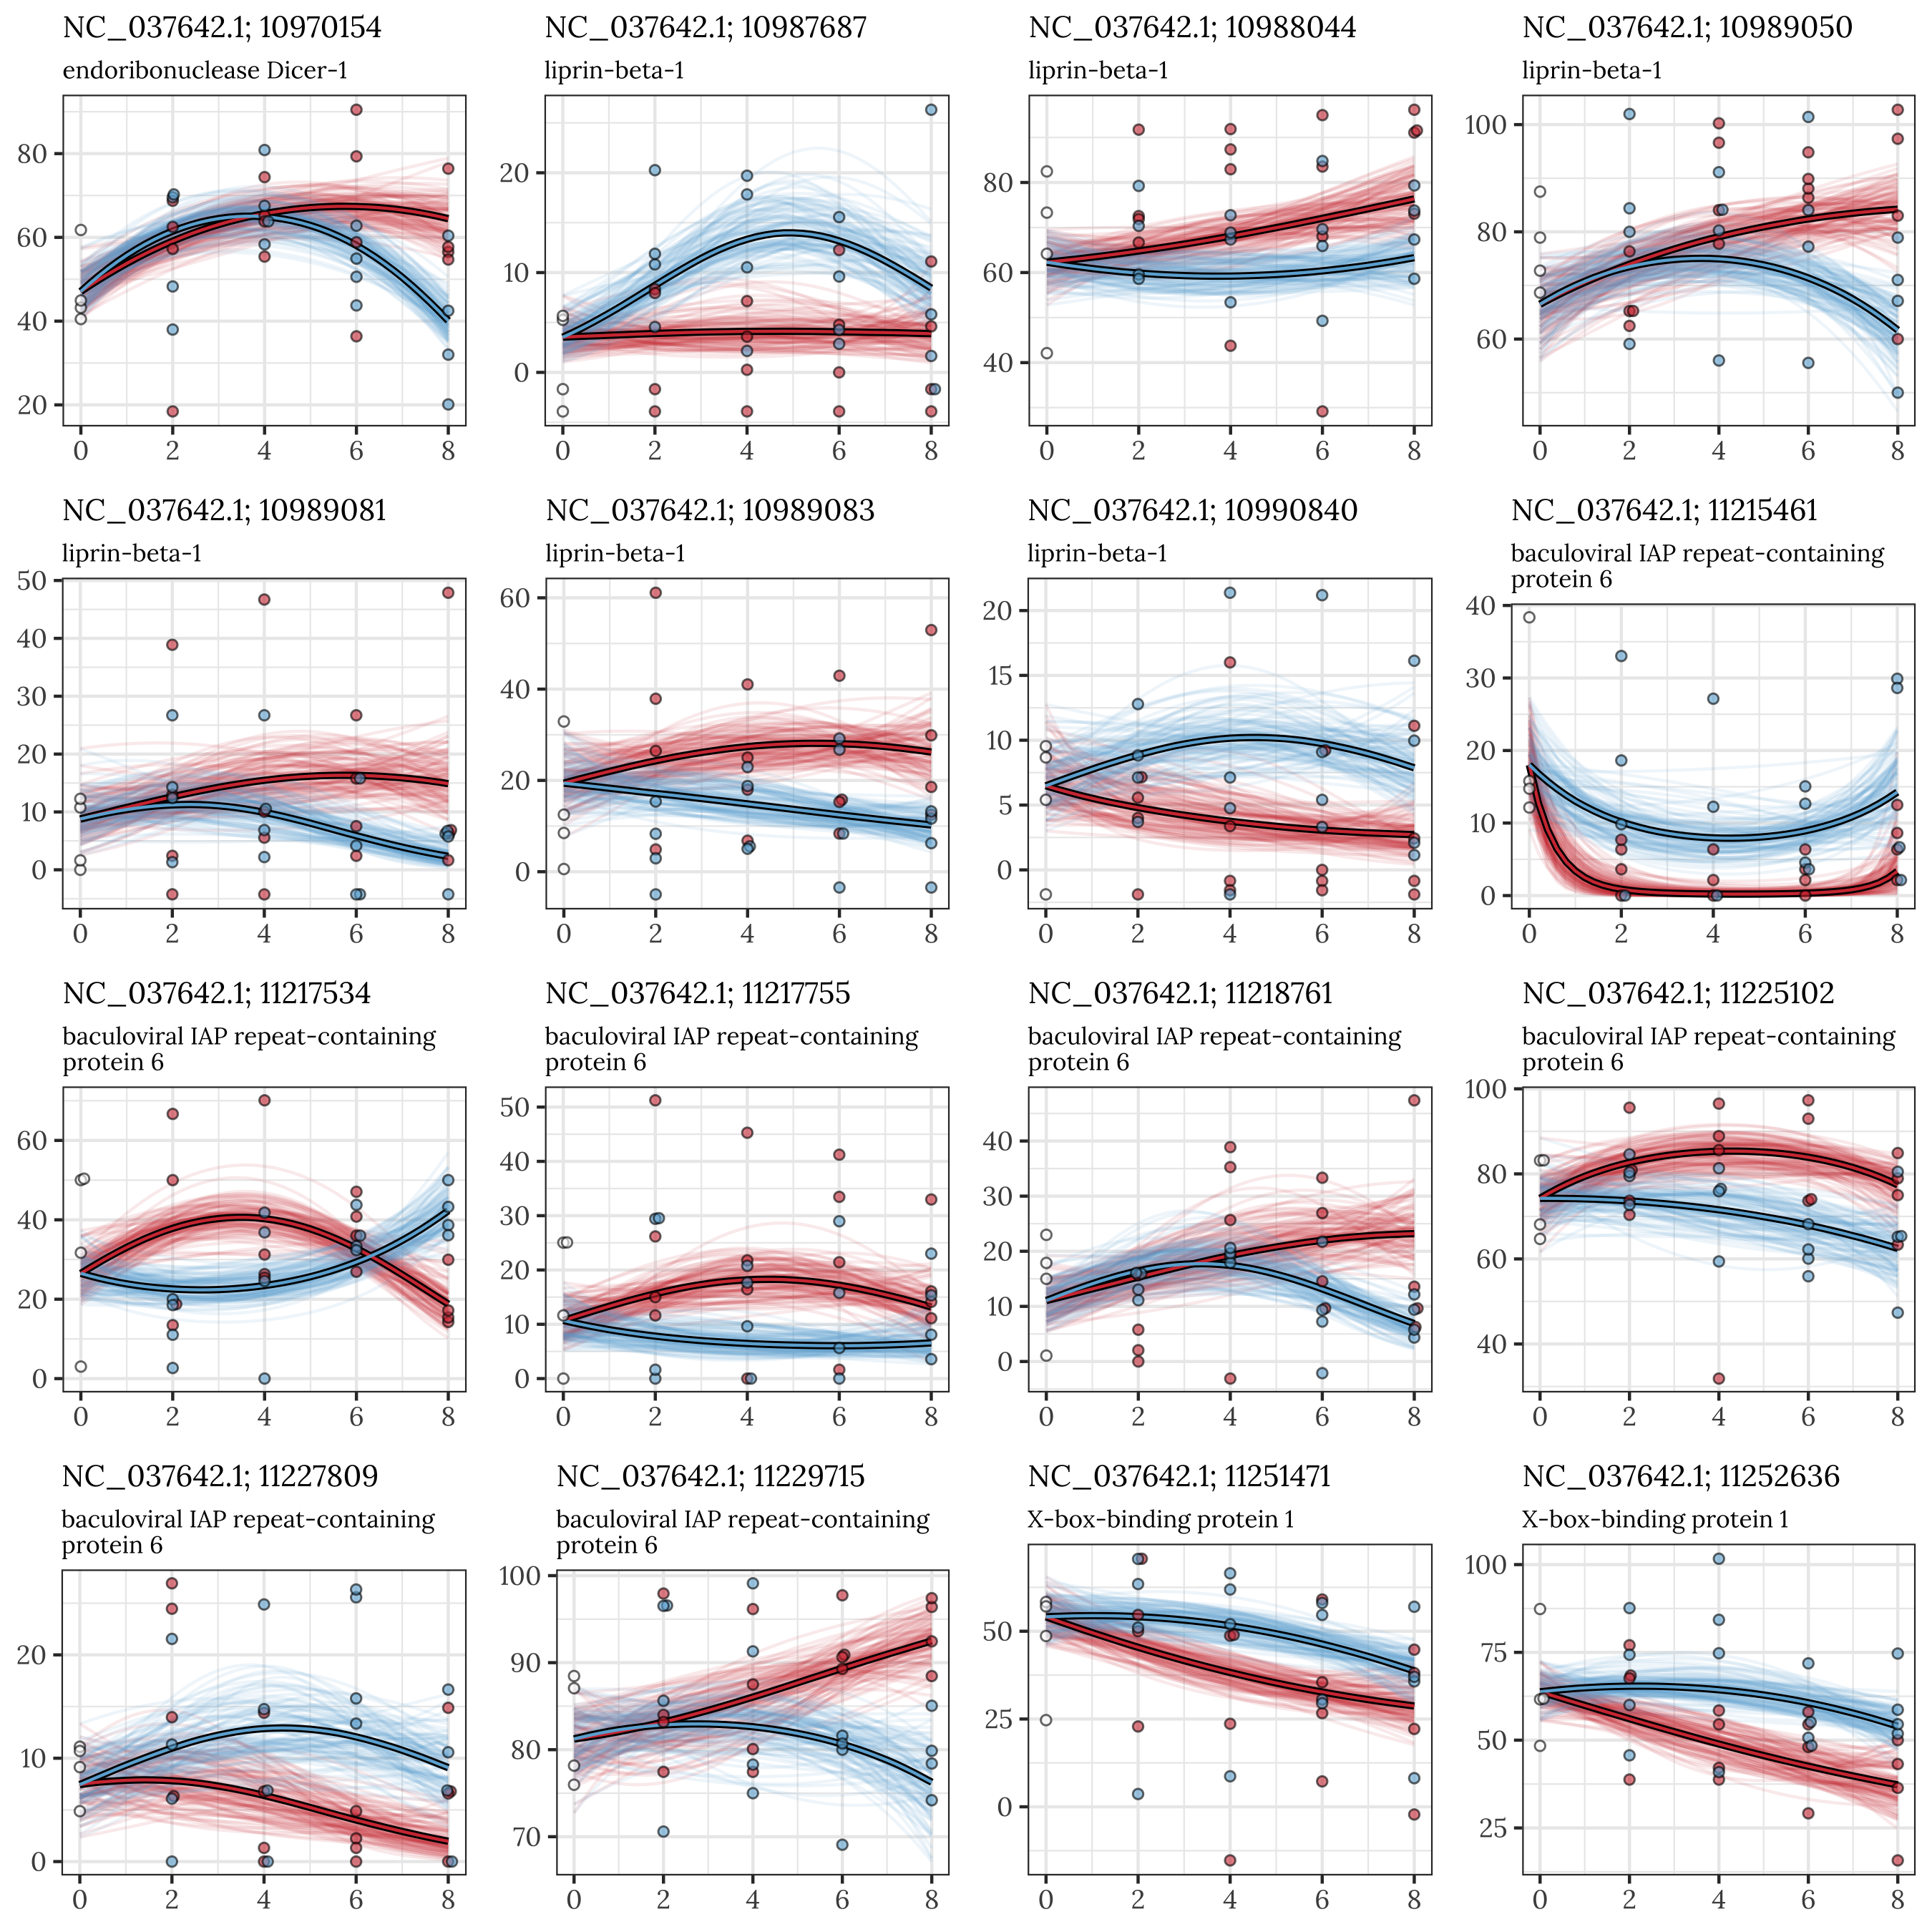 NC_037642.1; 10970154
endoribonuclease Dicer-1
80
60
40
20
0 2 4 6 8
NC_037642.1; 10987687
liprin-beta-1
20
10
0
0 2 4 6 8
NC_037642.1; 10988044
liprin-beta-1
80
60
40
0 2 4 6 8
NC_037642.1; 10989050
liprin-beta-1
100
80
60
0 2 4 6 8
NC_037642.1; 10989081
liprin-beta-1
50
40
30
20
10
0
0 2 4 6 8
NC_037642.1; 10989083
liprin-beta-1
60
40
20
0
0 2 4 6 8
NC_037642.1; 10990840
liprin-beta-1
20
15
10
5
0
0 2 4 6 8
NC_037642.1; 11215461
baculoviral IAP repeat-containing
protein 6
40
30
20
10
0
0 2 4 6 8
NC_037642.1; 11217534
baculoviral IAP repeat-containing
protein 6
60
40
20
0
0 2 4 6 8
NC_037642.1; 11217755
baculoviral IAP repeat-containing
protein 6
50
40
30
20
10
0
0 2 4 6 8
NC_037642.1; 11218761
baculoviral IAP repeat-containing
protein 6
40
30
20
10
0
0 2 4 6 8
NC_037642.1; 11225102
baculoviral IAP repeat-containing
protein 6
100
80
60
40
0 2 4 6 8
NC_037642.1; 11227809
baculoviral IAP repeat-containing
protein 6
20
10
0
0 2 4 6 8
NC_037642.1; 11229715
baculoviral IAP repeat-containing
protein 6
100
90
80
70
0 2 4 6 8
NC_037642.1; 11251471
X-box-binding protein 1
50
25
0
0 2 4 6 8
NC_037642.1; 11252636
X-box-binding protein 1
100
75
50
25
0 2 4 6 8